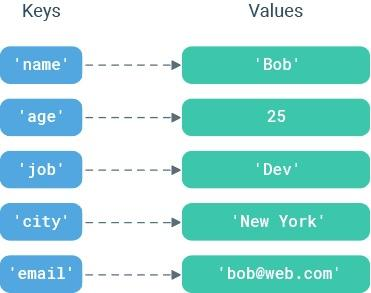 Keys Values
'name' 'Bob'
'age' 25
'job' 'Dev'
'city' 'New York'
'email' 'bob@web.com'